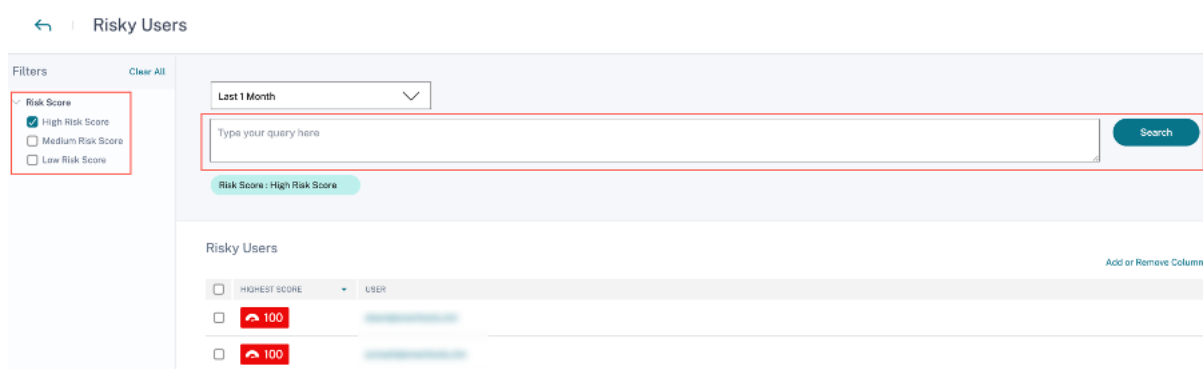 Risky Users
Filters
Clear All
Risk Score
High Risk Score
Medium Risk Score
Low Risk Score
Last 1 Month
Type your query here
Search
Risk Score : High Risk Score
Risky Users
Add or Remove Column
HIGHEST SCORE
USER
100
100